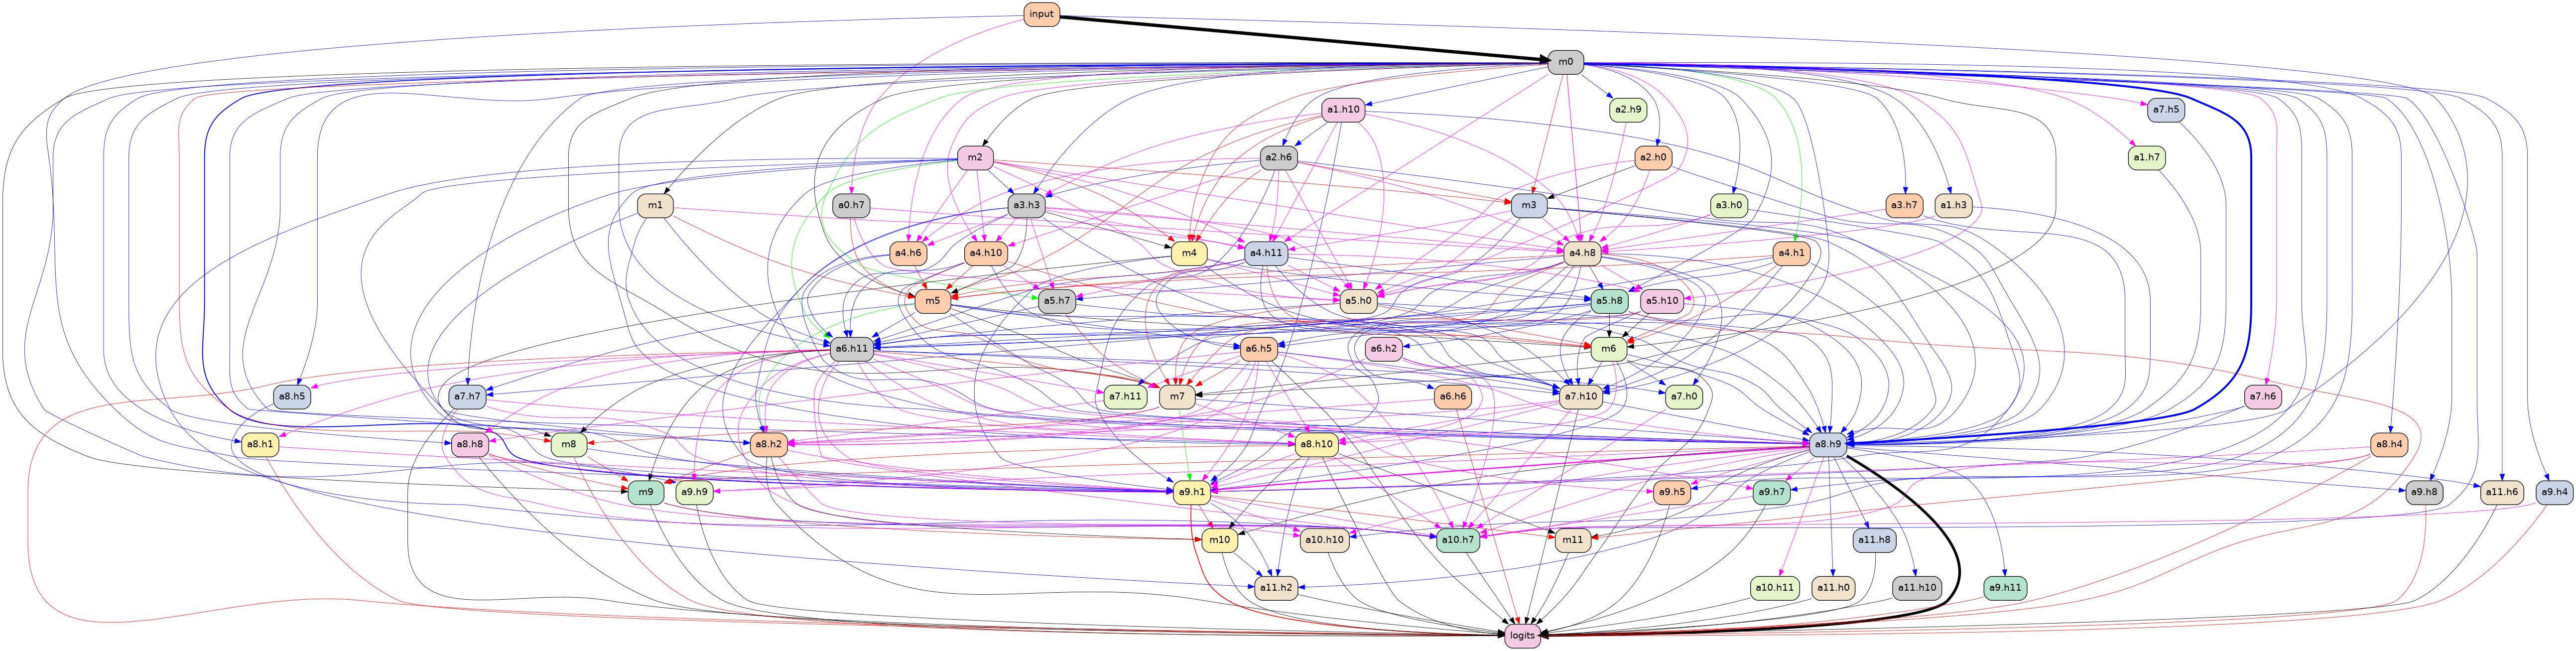 input
m0
a1.h10 a2.h9 a7.h5
m2 a2.h6 a2.h0 a1.h7
m1 a0.h7 a3.h3 m3 a3.h0 a3.h7 a1.h3
a4.h6 a4.h10 m4 a4.h11 a4.h8 a4.h1
m5 a5.h7 a5.h0 a5.h8 a5.h10
a6.h11 a6.h5 a6.h2 m6
a8.h5 a7.h7 a7.h11 m7 a6.h6 a7.h10 a7.h0 a7.h6
a8.h1 a8.h8 m8 a8.h2 a8.h10 a8.h9 a8.h4
m9 a9.h9 a9.h1 a9.h5 a9.h7 a9.h8 a11.h6 a9.h4
m10 a10.h10 a10.h7 m11 a11.h8
a11.h2 a10.h11 a11.h0 a11.h10 a9.h11
logits